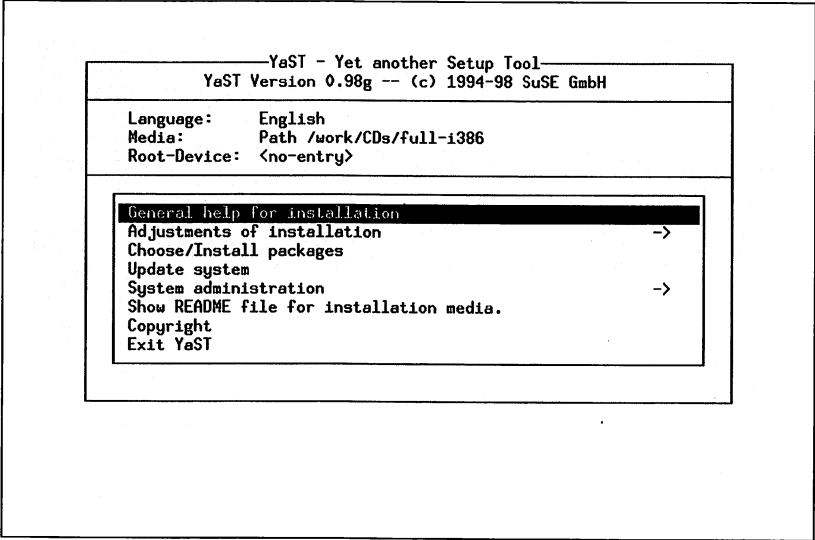 YaST - Yet another Setup Tool
YaST Version 0.98g -- (c) 1994-98 SuSE GmbH
Language: English
Media: Path /work/CDs/full-i386
Root-Device: <no-entry>
General help for installation
Adjustments of installation ->
Choose/Install packages
Update system
System administration ->
Show README file for installation media.
Copyright
Exit YaST